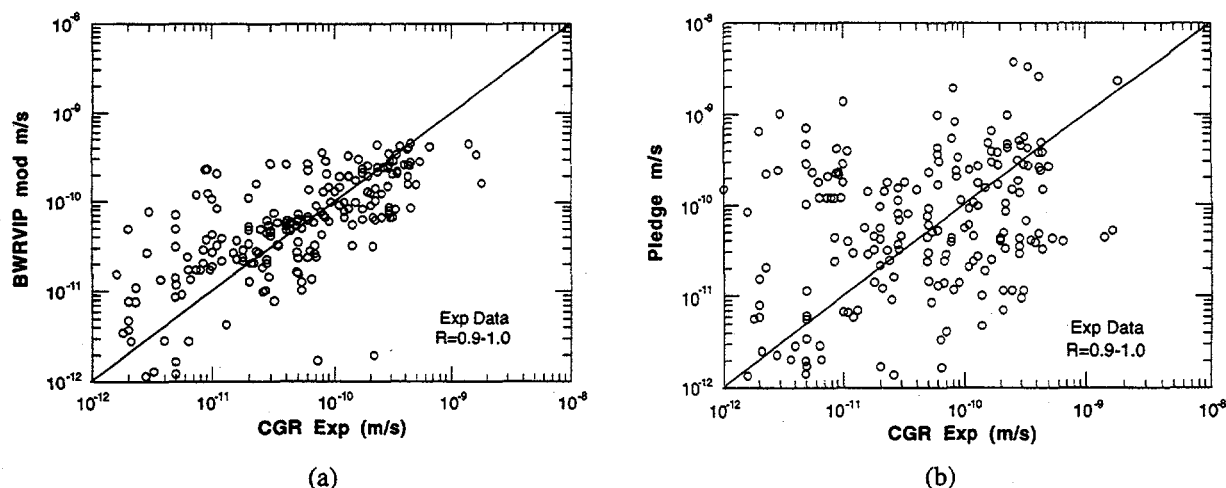 BWRVIP mod m/s
10⁻⁸
10⁻⁹
10⁻¹⁰
10⁻¹¹
10⁻¹²
Exp Data
R=0.9-1.0
10⁻¹² 10⁻¹¹ 10⁻¹⁰ 10⁻⁹ 10⁻⁸
CGR Exp (m/s)
(a)
Pledge m/s
10⁻⁸
10⁻⁹
10⁻¹⁰
10⁻¹¹
10⁻¹²
Exp Data
R=0.9-1.0
10⁻¹² 10⁻¹¹ 10⁻¹⁰ 10⁻⁹ 10⁻⁸
CGR Exp (m/s)
(b)